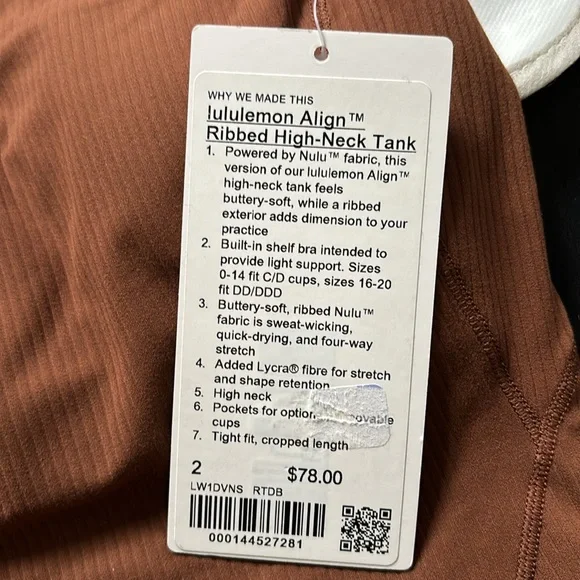 WHY WE MADE THIS
lululemon Align™
Ribbed High-Neck Tank
1. Powered by Nulu™ fabric, this
version of our lululemon Align™
high-neck tank feels
buttery-soft, while a ribbed
exterior adds dimension to your
practice
2. Built-in shelf bra intended to
provide light support. Sizes
0-14 fit C/D cups, sizes 16-20
fit DD/DDD
3. Buttery-soft, ribbed Nulu™
fabric is sweat-wicking,
quick-drying, and four-way
stretch
4. Added Lycra® fibre for stretch
and shape retention
5. High neck
6. Pockets for
cups
7. Tight fit, cropped length
2 $78.00
LW1DVNS RTDB
000144527281